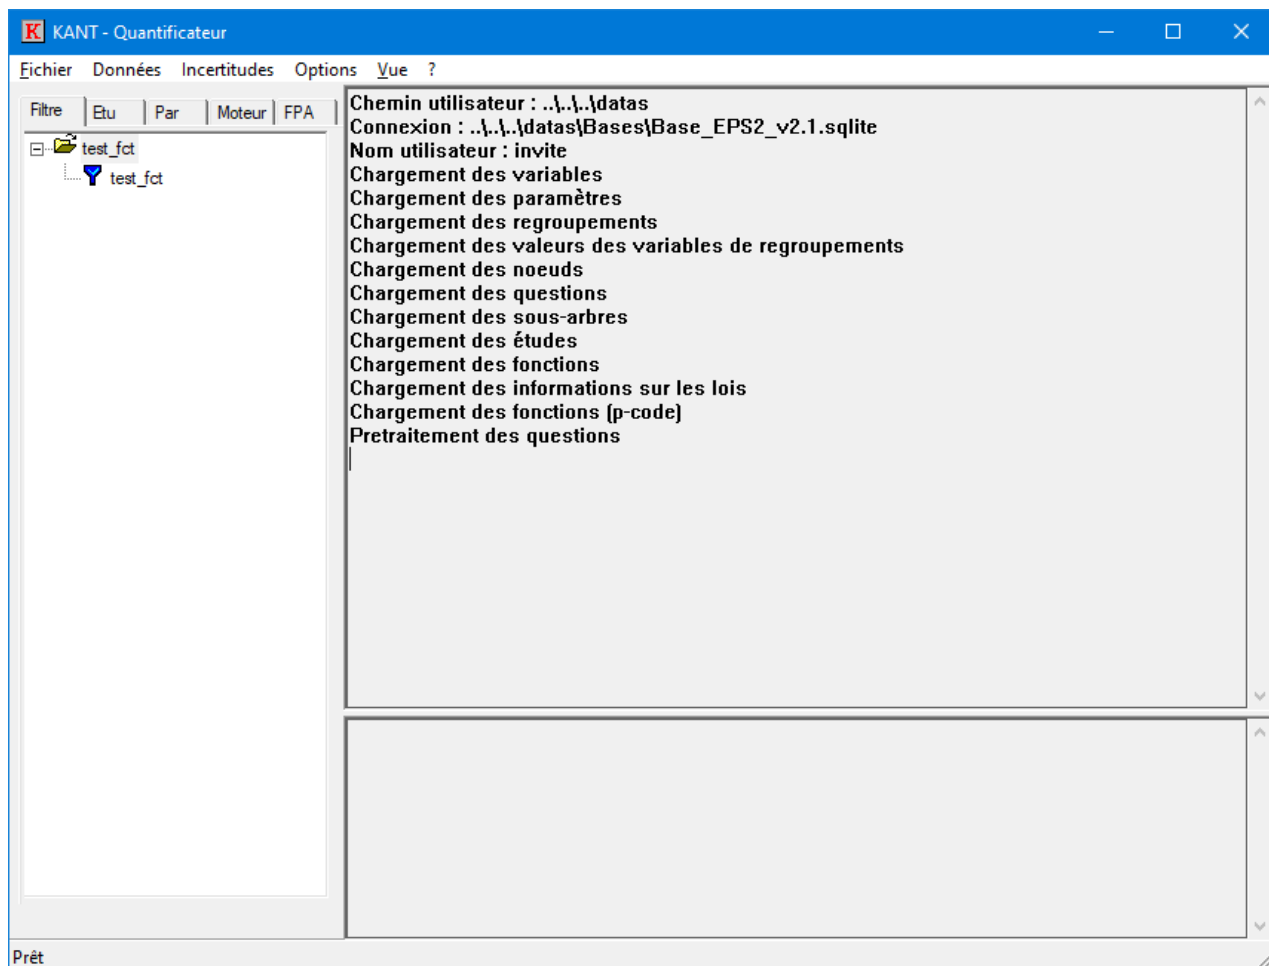 K KANT - Quantificateur
Fichier Données Incertitudes Options Vue ?
Filtre Etu Par Moteur FPA
test_fct
test_fct
Chemin utilisateur : ..\..\..\datas
Connexion : ..\..\..\datas\Bases\Base_EPS2_v2.1.sqlite
Nom utilisateur : invite
Chargement des variables
Chargement des paramètres
Chargement des regroupements
Chargement des valeurs des variables de regroupements
Chargement des noeuds
Chargement des questions
Chargement des sous-arbres
Chargement des études
Chargement des fonctions
Chargement des informations sur les lois
Chargement des fonctions (p-code)
Pretraitement des questions
Prêt